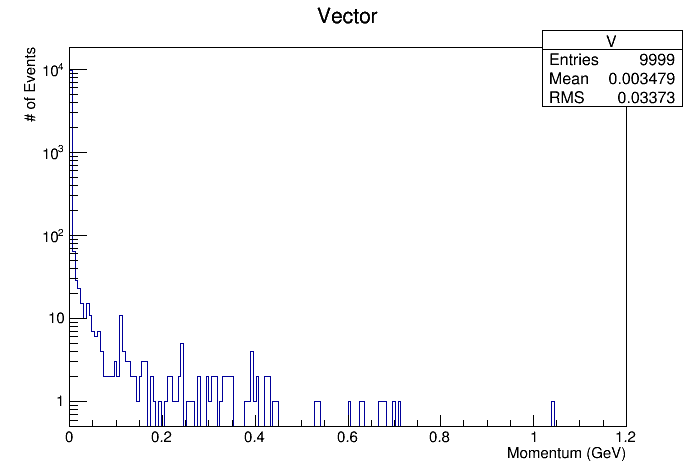 Vector
V
Entries 9999
Mean 0.003479
RMS 0.03373
# of Events
10^4
10^3
10^2
10
1
0 0.2 0.4 0.6 0.8 1 1.2
Momentum (GeV)